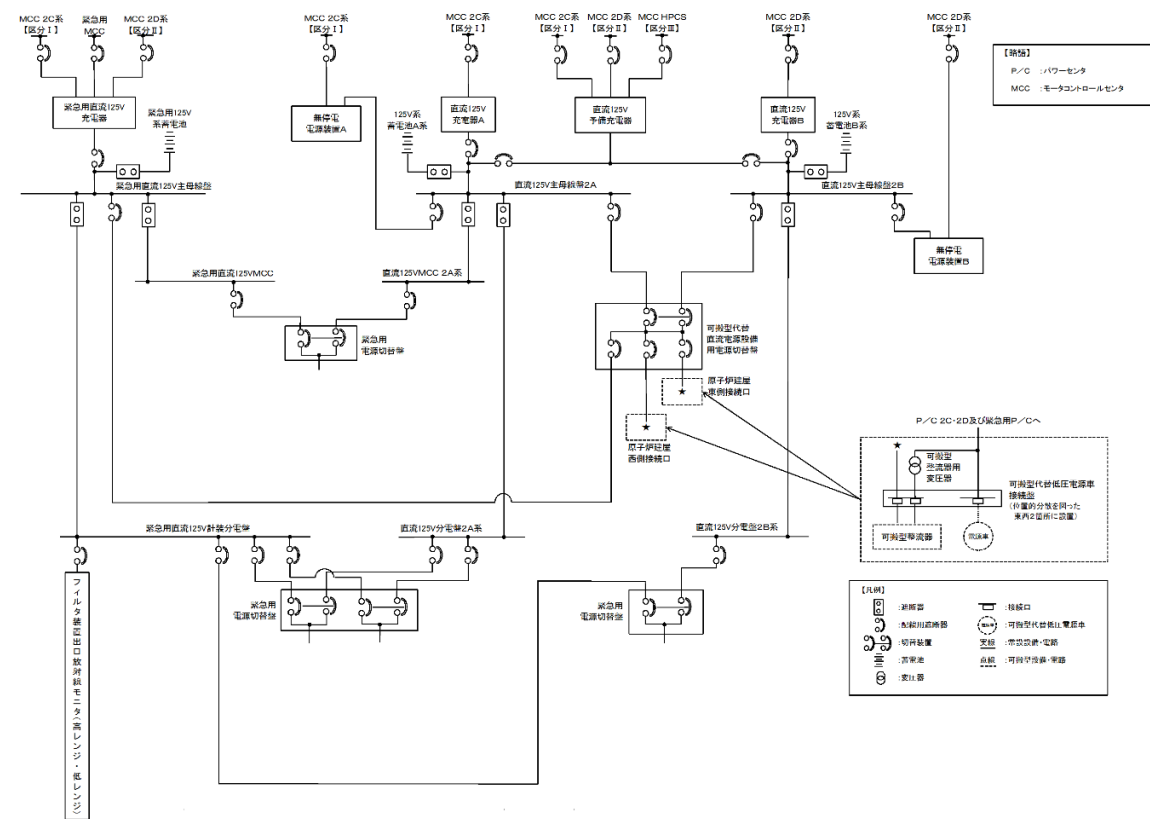 MCC 2C系
【区分Ⅰ】
緊急用
MCC
MCC 2D系
【区分Ⅱ】
MCC 2C系
【区分Ⅰ】
MCC 2C系
【区分Ⅰ】
MCC 2C系
【区分Ⅰ】
MCC 2D系
【区分Ⅱ】
MCC HPCS
【区分Ⅲ】
MCC 2D系
【区分Ⅱ】
MCC 2D系
【区分Ⅱ】
【略語】
P/C :パワーセンタ
MCC :モータコントロールセンタ
緊急用直流125V
充電器
緊急用125V
系蓄電池
無停電
電源装置A
125V系
蓄電池A系
直流125V
充電器A
直流125V
予備充電器
直流125V
充電器B
125V系
蓄電池B系
緊急用直流125V主母線盤
直流125V主母線盤2A
直流125V主母線盤2B
無停電
電源装置B
緊急用直流125VMCC
直流125VMCC 2A系
緊急用
電源切替盤
可搬型代替
直流電源設備
用電源切替盤
原子炉建屋
東側接続口
★
★
原子炉建屋
西側接続口
P/C 2C・2D及び緊急用P/Cへ
★
可搬型
整流器用
変圧器
可搬型代替低圧電源車
接続盤
(位置的分散を図った
東西2箇所に設置)
可搬型整流器
電源車
緊急用直流125V計装分電盤
直流125V分電盤2A系
直流125V分電盤2B系
緊急用
電源切替盤
緊急用
電源切替盤
フィルタ装置出口放射線モニタ(高レンジ・低レンジ)
【凡例】
:遮断器
:接続口
:配線用遮断器
電源車 :可搬型代替低圧電源車
:切替装置
実線 :常設設備・電路
:蓄電池
点線 :可搬型設備・電路
:変圧器